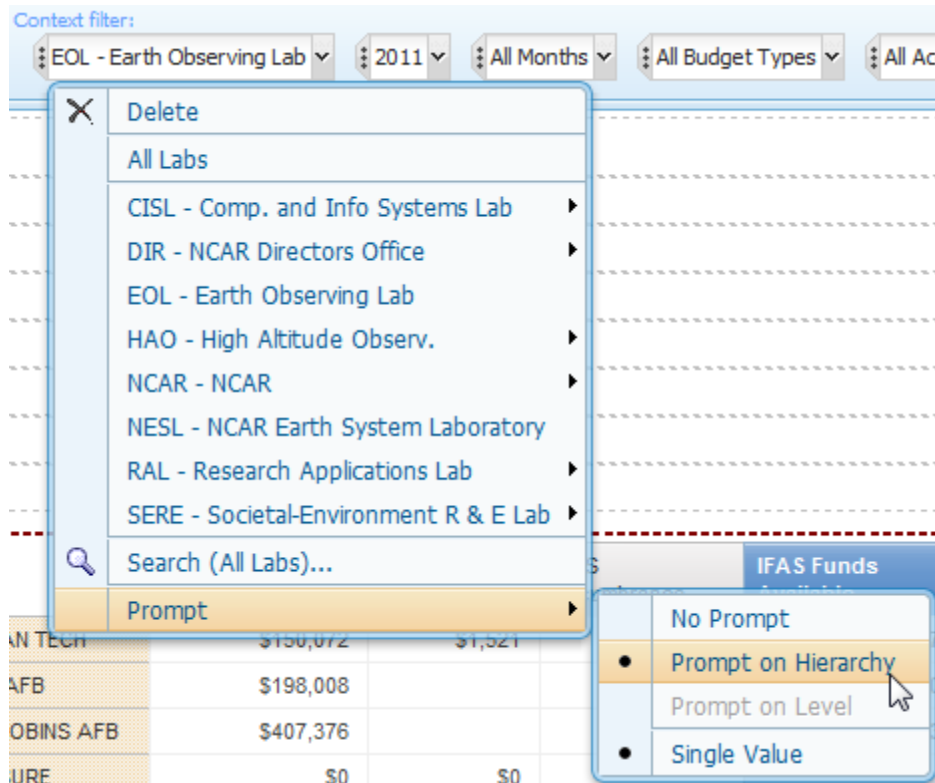 Context filter:
EOL - Earth Observing Lab 2011 All Months All Budget Types All Ac
Delete
All Labs
CISL - Comp. and Info Systems Lab
DIR - NCAR Directors Office
EOL - Earth Observing Lab
HAO - High Altitude Observ.
NCAR - NCAR
NESL - NCAR Earth System Laboratory
RAL - Research Applications Lab
SERE - Societal-Environment R & E Lab
Search (All Labs)...
S IFAS Funds
Available
Prompt
No Prompt
Prompt on Hierarchy
Prompt on Level
Single Value
AN TECH $150,072 $1,521
AFB $198,008
OBINS AFB $407,376
URE $0 $0